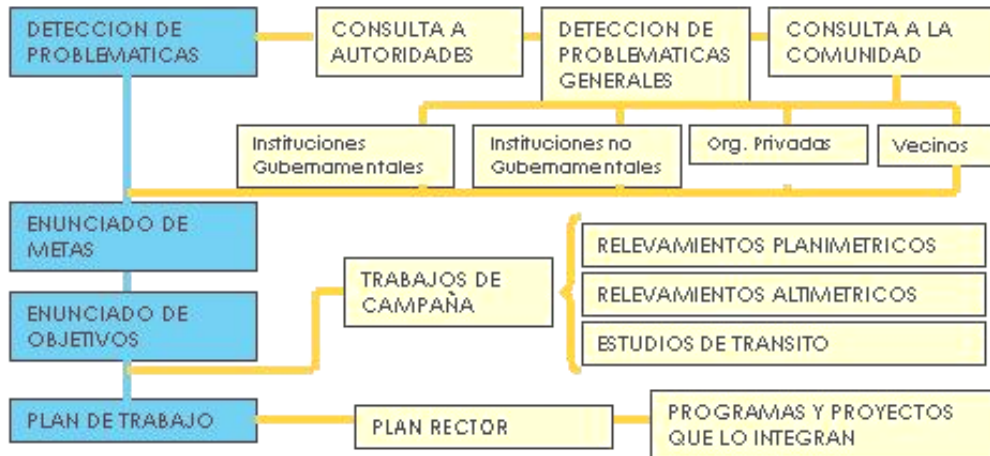 DETECCION DE
PROBLEMATICAS
CONSULTA A
AUTORIDADES
DETECCION DE
PROBLEMATICAS
GENERALES
CONSULTA A LA
COMUNIDAD
Instituciones
Gubernamentales
Instituciones no
Gubernamentales
Org. Privadas
Vecinos
ENUNCIADO DE
METAS
ENUNCIADO DE
OBJETIVOS
TRABAJOS DE
CAMPAÑA
RELEVAMIENTOS PLANIMETRICOS
RELEVAMIENTOS ALTIMETRICOS
ESTUDIOS DE TRANSITO
PLAN DE TRABAJO
PLAN RECTOR
PROGRAMAS Y PROYECTOS
QUE LO INTEGRAN